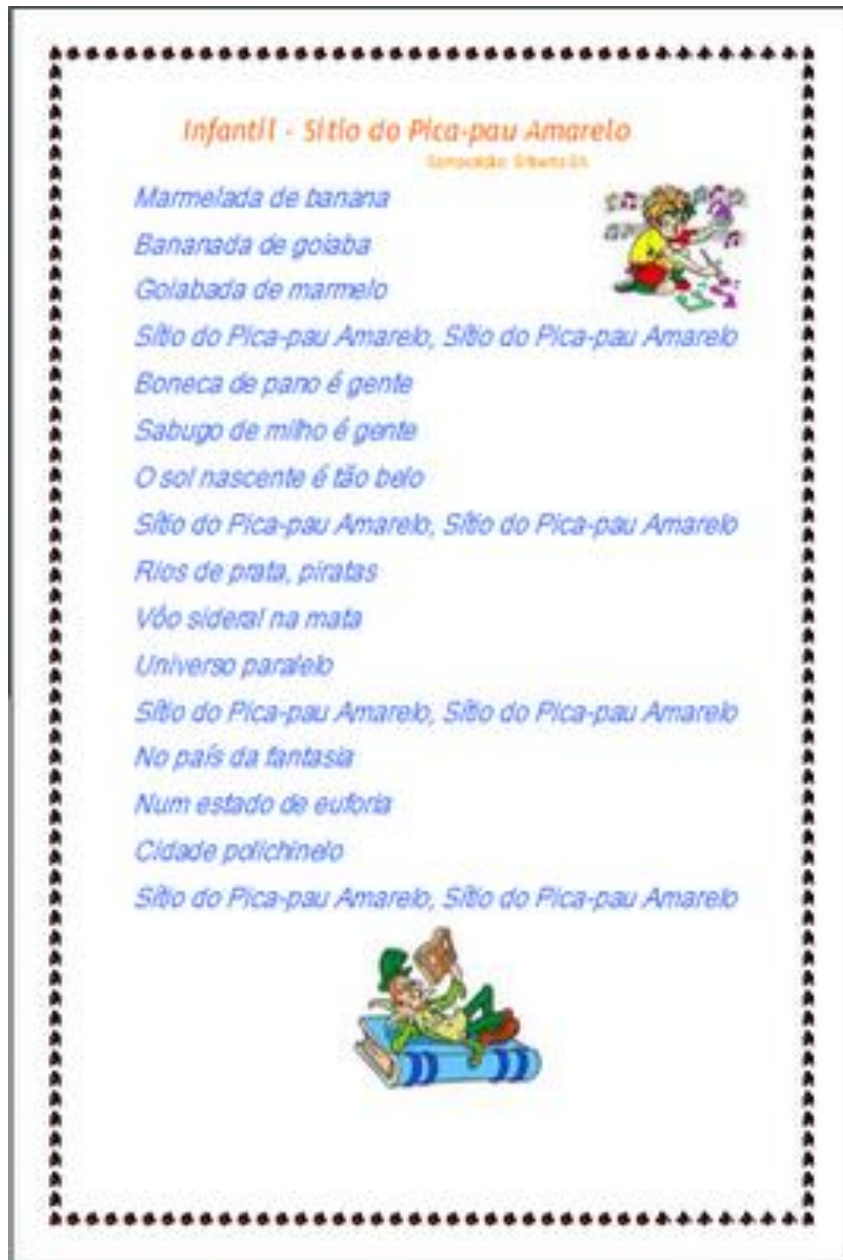 Infantil - Sítio do Pica-pau Amarelo
Composição: Gilberto Gil
Marmelada de banana
Bananada de goiaba
Goiabada de marmelo
Sítio do Pica-pau Amarelo, Sítio do Pica-pau Amarelo
Boneca de pano é gente
Sabugo de milho é gente
O sol nascente é tão belo
Sítio do Pica-pau Amarelo, Sítio do Pica-pau Amarelo
Rios de prata, piratas
Vôo sideral na mata
Universo paralelo
Sítio do Pica-pau Amarelo, Sítio do Pica-pau Amarelo
No país da fantasia
Num estado de euforia
Cidade polichinelo
Sítio do Pica-pau Amarelo, Sítio do Pica-pau Amarelo